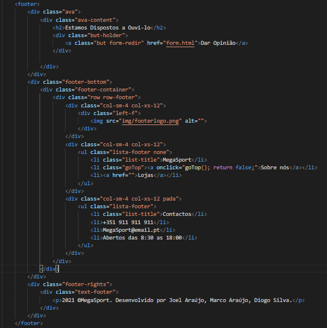 <footer>
<div class="ava">
<div class="ava-content">
<h2>Estamos Dispostos a Ouvi-lo</h2>
<div class="but-holder">
<a class="but form-redir" href="form.html">Dar Opinião</a>
</div>
</div>
</div>
<div class="footer-bottom">
<div class="footer-container">
<div class="row row-footer">
<div class="col-sm-4 col-xs-12">
<div class="left-f">
<img src="img/footerlogo.png" alt="">
</div>
</div>
<div class="col-sm-4 col-xs-12">
<ul class="lista-footer none">
<li class="list-title">MegaSport</li>
<li class="goTop"><a onclick="goTop(); return false;">Sobre nós</a></li>
<li><a href="">Lojas</a></li>
</ul>
</div>
<div class="col-sm-4 col-xs-12 pada">
<ul class="lista-footer">
<li class="list-title">Contactos</li>
<li>+351 911 911 911</li>
<li>MegaSport@email.pt</li>
<li>Abertos das 8:30 as 18:00</li>
</ul>
</div>
</div>
</div>
</div>
<div class="footer-rights">
<div class="text-footer">
<p>2021 ©MegaSport. Desenvolvido por Joel Araújo, Marco Araújo, Diogo Silva.</p>
</div>
</div>
</footer>